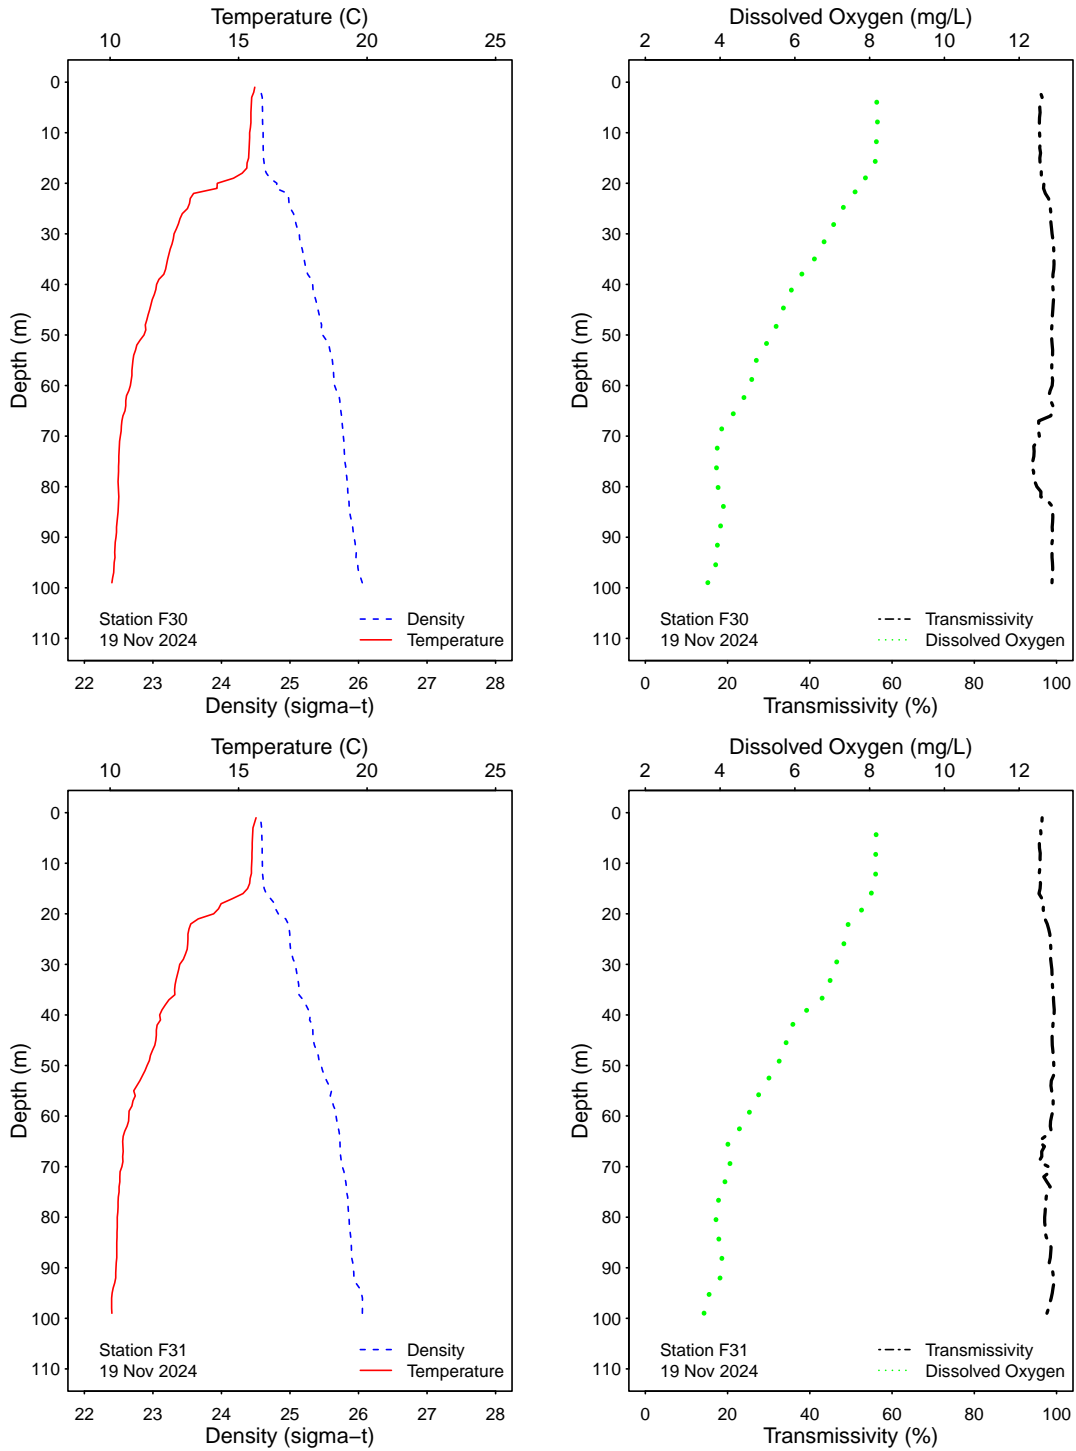 Temperature (C)
10 15 20 25
0
10
20
30
40
50
60
70
80
90
100
110
Depth (m)
Station F30
19 Nov 2024
Density
Temperature
22 23 24 25 26 27 28
Density (sigma−t)
Dissolved Oxygen (mg/L)
2 4 6 8 10 12
0
10
20
30
40
50
60
70
80
90
100
110
Depth (m)
Station F30
19 Nov 2024
Transmissivity
Dissolved Oxygen
0 20 40 60 80 100
Transmissivity (%)
Temperature (C)
10 15 20 25
0
10
20
30
40
50
60
70
80
90
100
110
Depth (m)
Station F31
19 Nov 2024
Density
Temperature
22 23 24 25 26 27 28
Density (sigma−t)
Dissolved Oxygen (mg/L)
2 4 6 8 10 12
0
10
20
30
40
50
60
70
80
90
100
110
Depth (m)
Station F31
19 Nov 2024
Transmissivity
Dissolved Oxygen
0 20 40 60 80 100
Transmissivity (%)